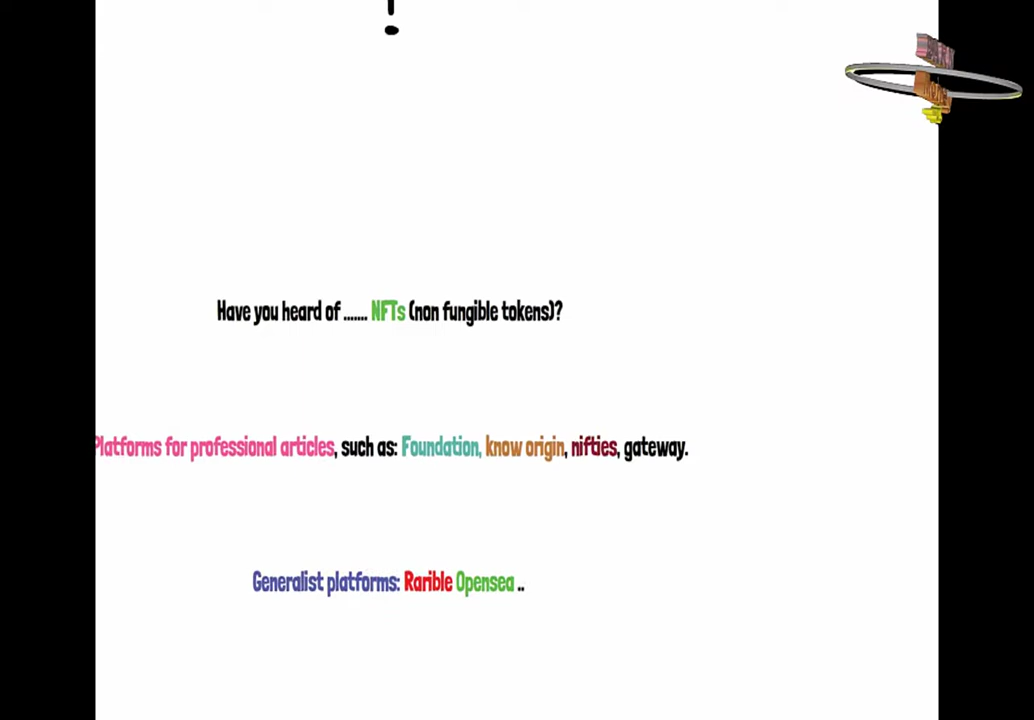 !
Have you heard of ....... NFTs (non fungible tokens)?
Platforms for professional articles, such as: Foundation, know origin, nifties, gateway.
Generalist platforms: Rarible Opensea ..